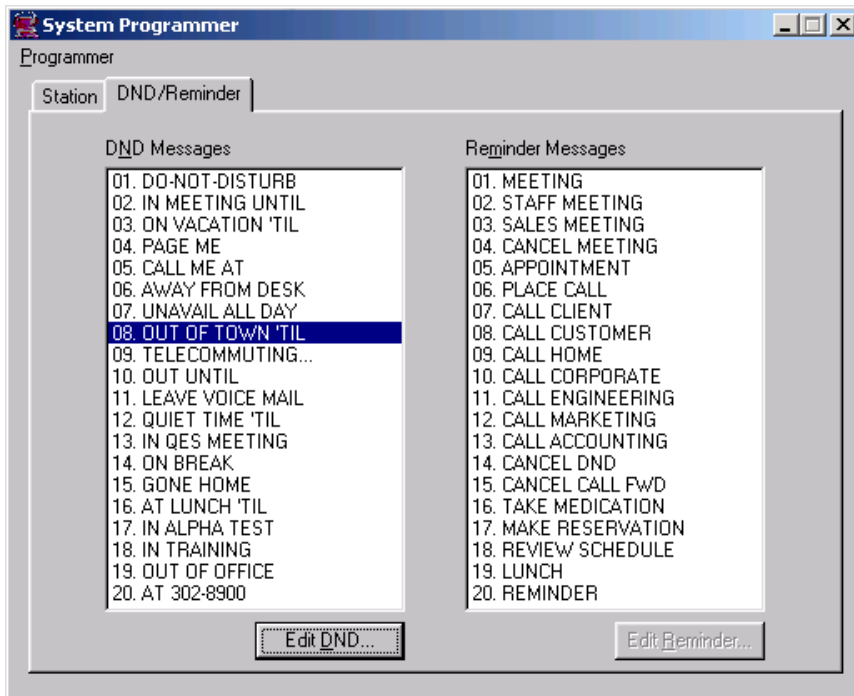 System Programmer
Programmer
Station
DND/Reminder
DND Messages
01. DO-NOT-DISTURB
02. IN MEETING UNTIL
03. ON VACATION 'TIL
04. PAGE ME
05. CALL ME AT
06. AWAY FROM DESK
07. UNAVAIL ALL DAY
08. OUT OF TOWN 'TIL
09. TELECOMMUTING...
10. OUT UNTIL
11. LEAVE VOICE MAIL
12. QUIET TIME 'TIL
13. IN QES MEETING
14. ON BREAK
15. GONE HOME
16. AT LUNCH 'TIL
17. IN ALPHA TEST
18. IN TRAINING
19. OUT OF OFFICE
20. AT 302-8900
Edit DND...
Reminder Messages
01. MEETING
02. STAFF MEETING
03. SALES MEETING
04. CANCEL MEETING
05. APPOINTMENT
06. PLACE CALL
07. CALL CLIENT
08. CALL CUSTOMER
09. CALL HOME
10. CALL CORPORATE
11. CALL ENGINEERING
12. CALL MARKETING
13. CALL ACCOUNTING
14. CANCEL DND
15. CANCEL CALL FWD
16. TAKE MEDICATION
17. MAKE RESERVATION
18. REVIEW SCHEDULE
19. LUNCH
20. REMINDER
Edit Reminder...